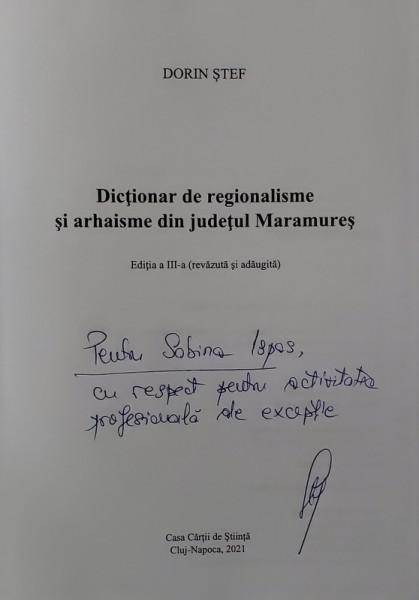 DORIN ŞTEF
Dicţionar de regionalisme
şi arhaisme din judeţul Maramureş
Ediţia a III-a (revăzută şi adăugită)
Pentru Sabina Ispas,
cu respect pentru activitatea
profesională de excepție
Casa Cărţii de Ştiinţă
Cluj-Napoca, 2021